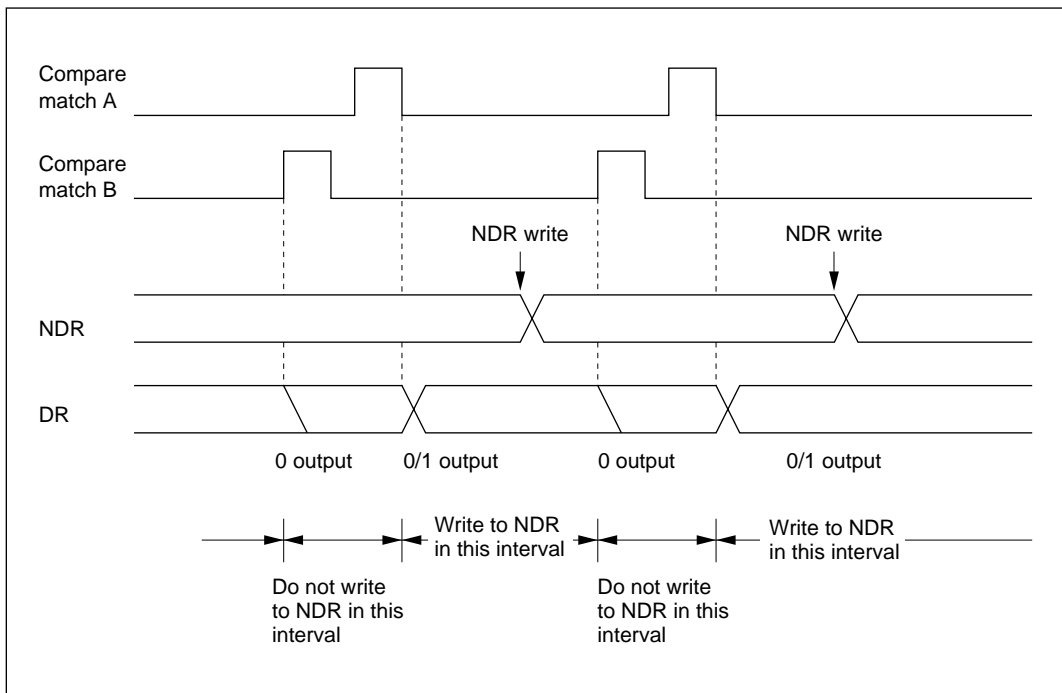 Compare
match A
Compare
match B
NDR write
NDR write
NDR
DR
0 output
0/1 output
0 output
0/1 output
Write to NDR
in this interval
Write to NDR
in this interval
Do not write
to NDR in this
interval
Do not write
to NDR in this
interval